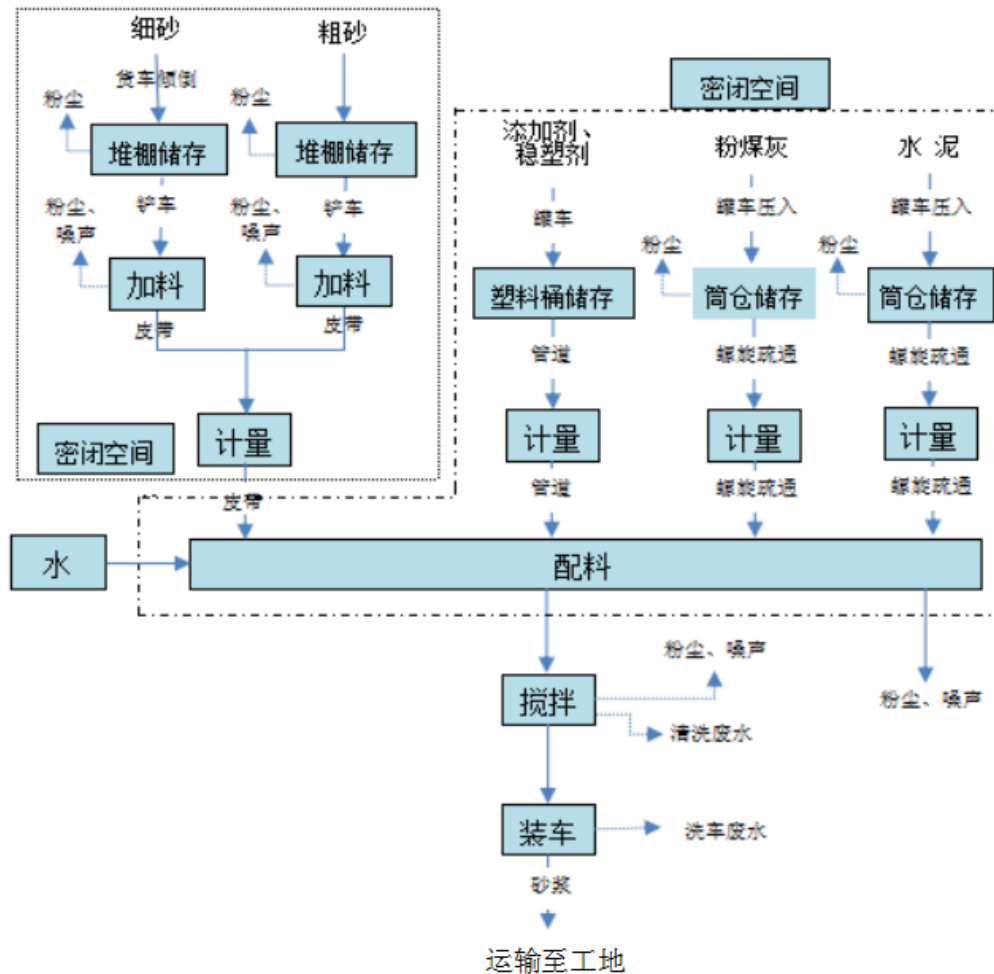 细砂
粗砂
货车倾倒
粉尘
粉尘
堆棚储存
堆棚储存
粉尘、
噪声
铲车
粉尘、
噪声
铲车
加料
加料
皮带
皮带
密闭空间
计量
皮带
密闭空间
添加剂、
稳塑剂
粉煤灰
水 泥
罐车
罐车压入
罐车压入
粉尘
粉尘
塑料桶储存
筒仓储存
筒仓储存
管道
螺旋疏通
螺旋疏通
计量
计量
计量
管道
螺旋疏通
螺旋疏通
水
配料
粉尘、噪声
粉尘、噪声
搅拌
清洗废水
装车
洗车废水
砂浆
运输至工地